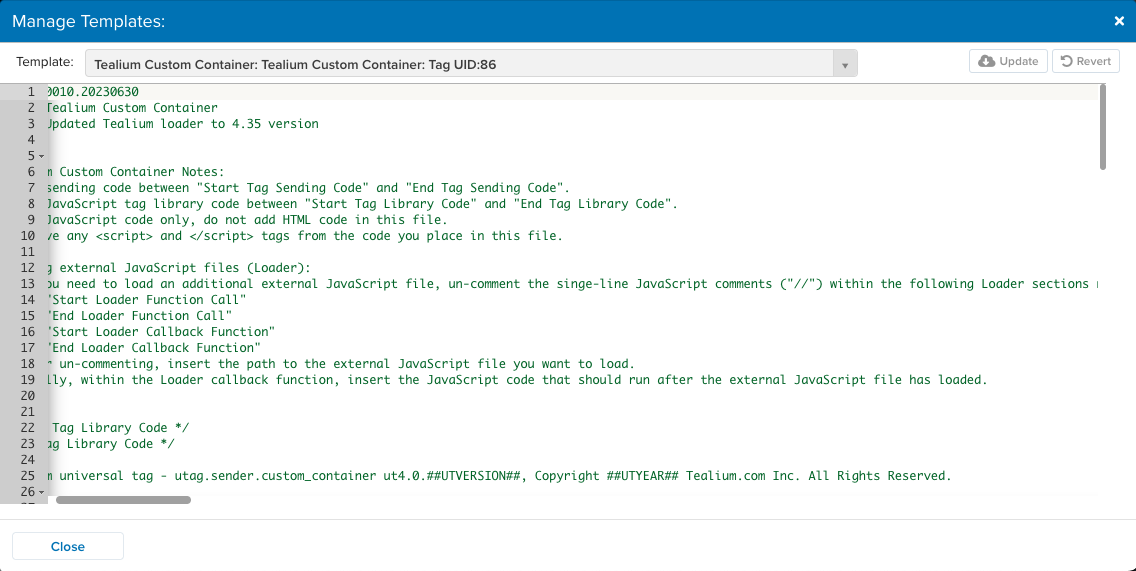 Manage Templates:
Template: Tealium Custom Container: Tealium Custom Container: Tag UID:86 Update Revert
1 0010.20230630
2 Tealium Custom Container
3 Updated Tealium loader to 4.35 version
4
5
6 m Custom Container Notes:
7 sending code between "Start Tag Sending Code" and "End Tag Sending Code".
8 JavaScript tag library code between "Start Tag Library Code" and "End Tag Library Code".
9 JavaScript code only, do not add HTML code in this file.
10 ve any <script> and </script> tags from the code you place in this file.
11
12 g external JavaScript files (Loader):
13 ou need to load an additional external JavaScript file, un-comment the singe-line JavaScript comments ("//") within the following Loader sections
14 "Start Loader Function Call"
15 "End Loader Function Call"
16 "Start Loader Callback Function"
17 "End Loader Callback Function"
18 r un-commenting, insert the path to the external JavaScript file you want to load.
19 lly, within the Loader callback function, insert the JavaScript code that should run after the external JavaScript file has loaded.
20
21
22 Tag Library Code */
23 ag Library Code */
24
25 m universal tag - utag.sender.custom_container ut4.0.##UTVERSION##, Copyright ##UTYEAR## Tealium.com Inc. All Rights Reserved.
26
Close